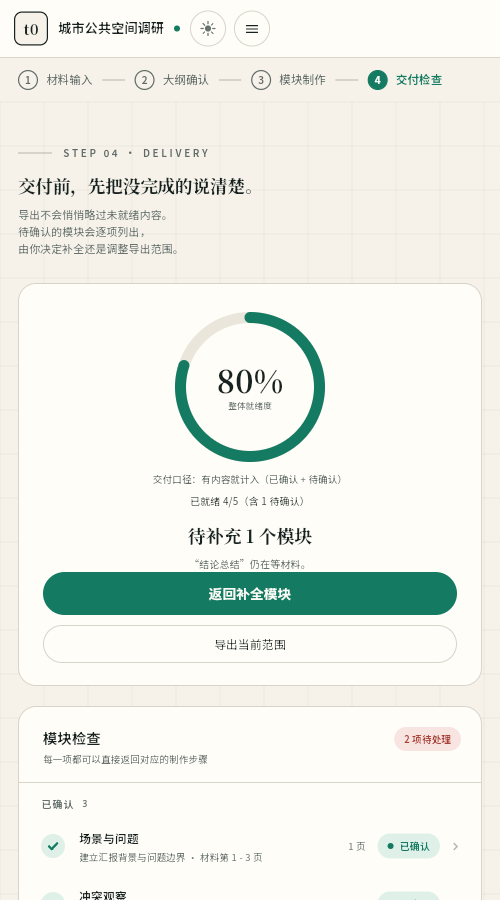 t0 城市公共空间调研
1 材料输入 2 大纲确认 3 模块制作 4 交付检查
STEP 04 • DELIVERY
交付前，先把没完成的说清楚。
导出不会悄悄略过未就绪内容。
待确认的模块会逐项列出，
由你决定补全还是调整导出范围。
80%
整体就绪度
交付口径：有内容就计入（已确认 + 待确认）
已就绪 4/5（含 1 待确认）
待补充 1 个模块
“结论总结”仍在等材料。
返回补全模块
导出当前范围
模块检查
2 项待处理
每一项都可以直接返回对应的制作步骤
已确认 3
场景与问题
建立汇报背景与问题边界 · 材料第 1 - 3 页
1 页
已确认
冲突观察